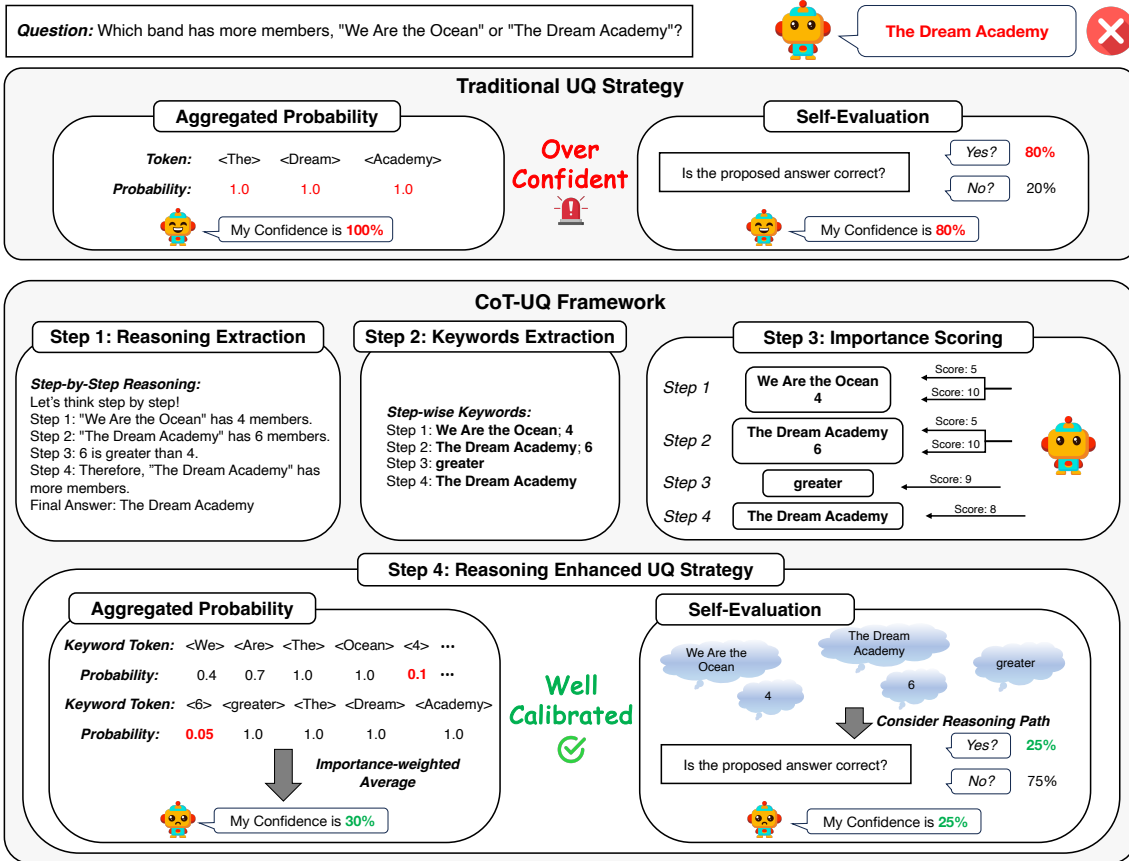 Question: Which band has more members, "We Are the Ocean" or "The Dream Academy"?
The Dream Academy
Traditional UQ Strategy
Aggregated Probability
Token: <The> <Dream> <Academy>
Probability: 1.0 1.0 1.0
My Confidence is 100%
Over
Confident
Self-Evaluation
Is the proposed answer correct?
Yes? 80%
No? 20%
My Confidence is 80%
CoT-UQ Framework
Step 1: Reasoning Extraction
Step-by-Step Reasoning:
Let's think step by step!
Step 1: "We Are the Ocean" has 4 members.
Step 2: "The Dream Academy" has 6 members.
Step 3: 6 is greater than 4.
Step 4: Therefore, "The Dream Academy" has
more members.
Final Answer: The Dream Academy
Step 2: Keywords Extraction
Step-wise Keywords:
Step 1: We Are the Ocean; 4
Step 2: The Dream Academy; 6
Step 3: greater
Step 4: The Dream Academy
Step 3: Importance Scoring
Step 1
We Are the Ocean
4
Score: 5
Score: 10
Step 2
The Dream Academy
6
Score: 5
Score: 10
Step 3
greater
Score: 9
Step 4
The Dream Academy
Score: 8
Step 4: Reasoning Enhanced UQ Strategy
Aggregated Probability
Keyword Token: <We> <Are> <The> <Ocean> <4> ...
Probability: 0.4 0.7 1.0 1.0 0.1 ...
Keyword Token: <6> <greater> <The> <Dream> <Academy>
Probability: 0.05 1.0 1.0 1.0 1.0
Importance-weighted
Average
My Confidence is 30%
Well
Calibrated
Self-Evaluation
We Are the
Ocean
4
The Dream
Academy
6
greater
Consider Reasoning Path
Is the proposed answer correct?
Yes? 25%
No? 75%
My Confidence is 25%